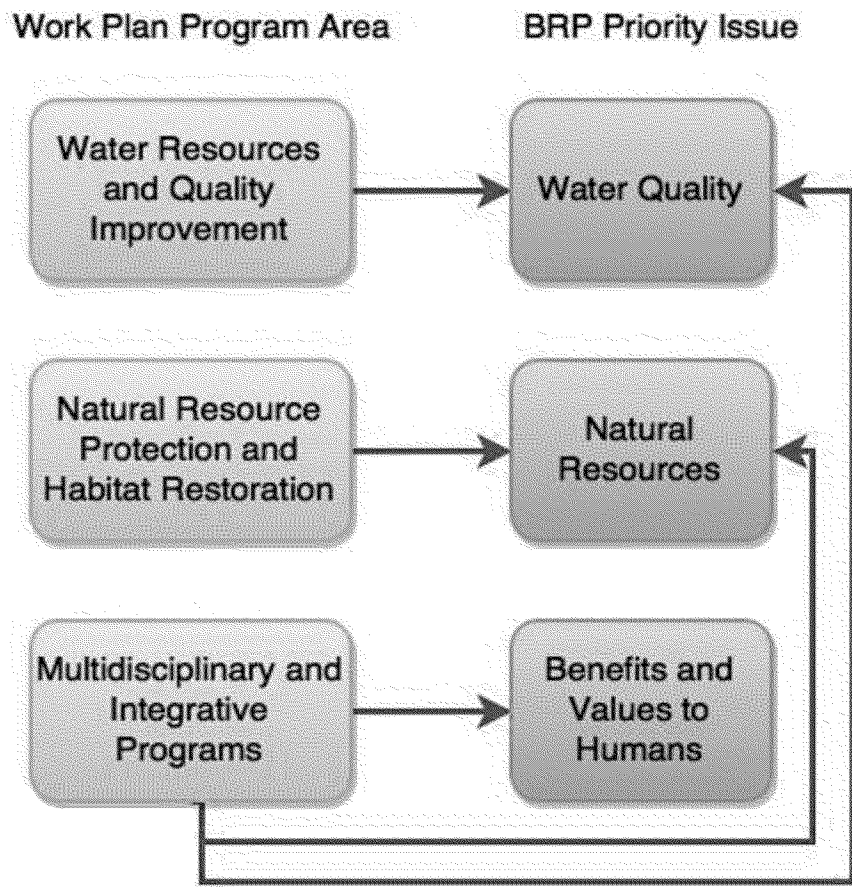 Work Plan Program Area
BRP Priority Issue
Water Resources
and Quality
Improvement
Water Quality
Natural Resource
Protection and
Habitat Restoration
Natural
Resources
Multidisciplinary and
Integrative
Programs
Benefits and
Values to
Humans